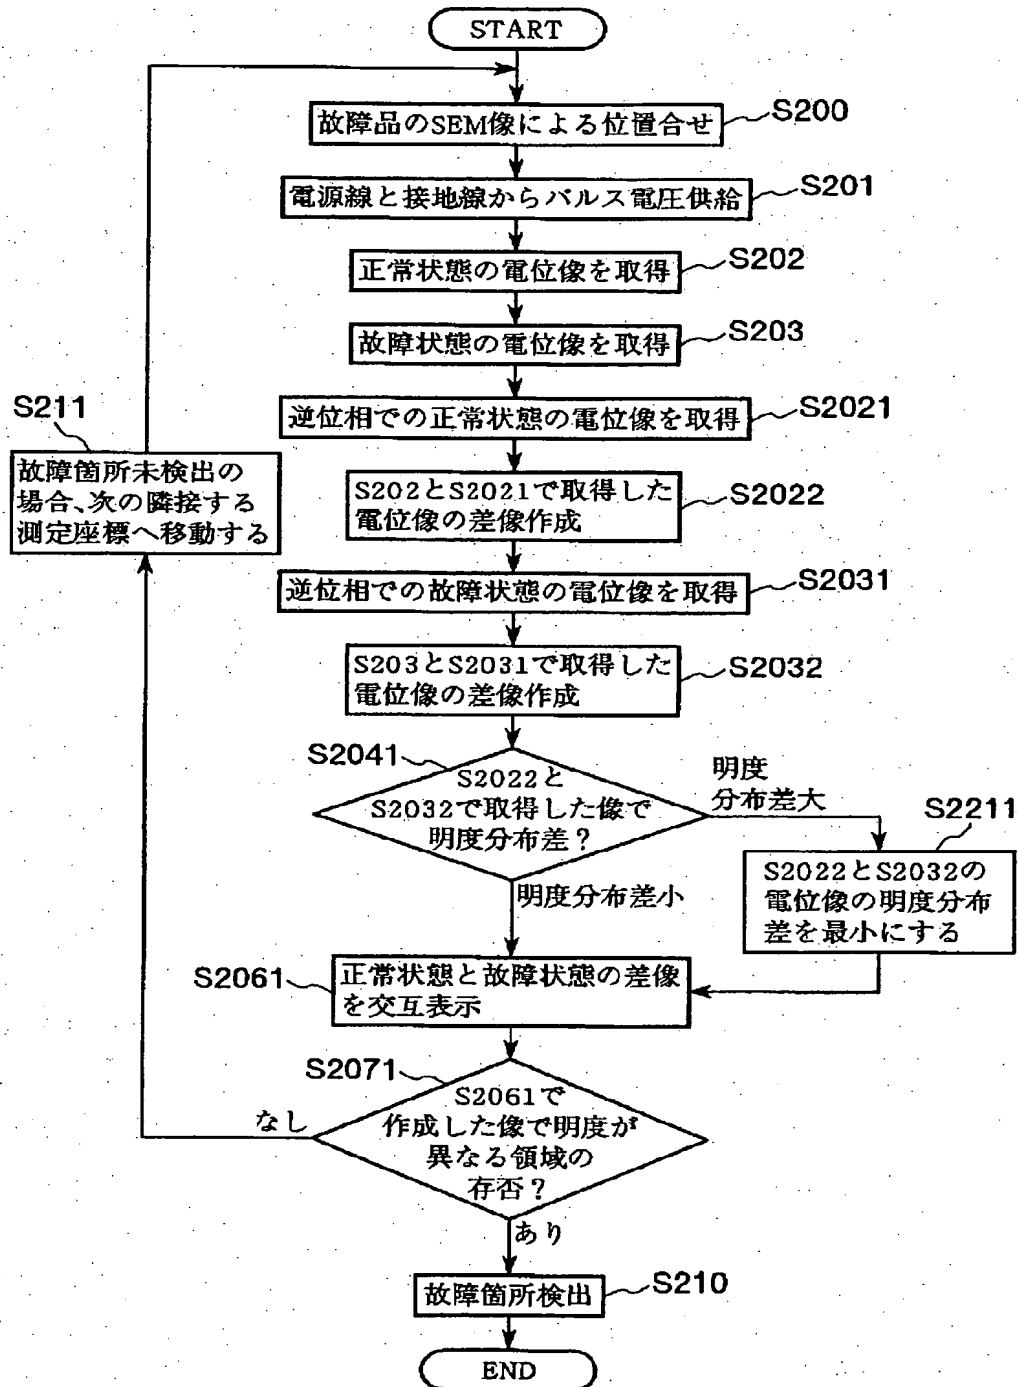 START
故障品のSEM像による位置合せ
S200
電源線と接地線からパルス電圧供給
S201
正常状態の電位像を取得
S202
故障状態の電位像を取得
S203
逆位相での正常状態の電位像を取得
S2021
S211
故障箇所未検出の
場合、次の隣接する
測定座標へ移動する
S202とS2021で取得した
電位像の差像作成
S2022
逆位相での故障状態の電位像を取得
S2031
S203とS2031で取得した
電位像の差像作成
S2032
S2041
S2022と
S2032で取得した像で
明度分布差？
明度
分布差大
S2211
S2022とS2032の
電位像の明度分布
差を最小にする
明度分布差小
S2061
正常状態と故障状態の差像
を交互表示
S2071
S2061で
作成した像で明度が
異なる領域の
存否？
なし
あり
故障箇所検出
S210
END